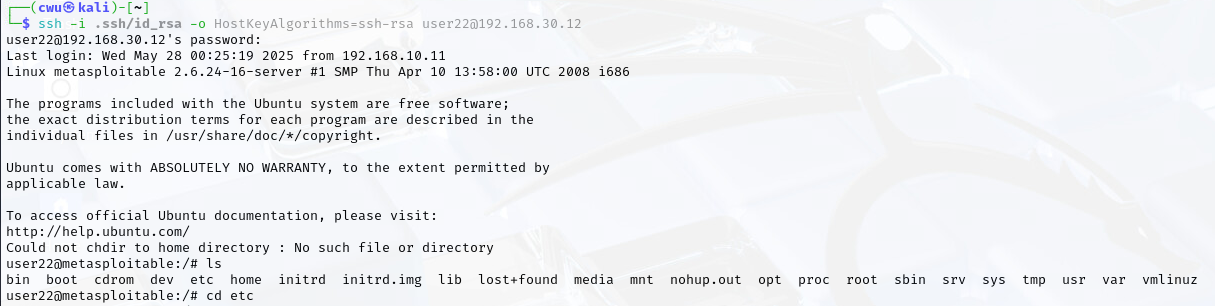 ┌──(cwu㉿kali)-[~]
└─$ ssh -i .ssh/id_rsa -o HostKeyAlgorithms=ssh-rsa user22@192.168.30.12
user22@192.168.30.12's password:
Last login: Wed May 28 00:25:19 2025 from 192.168.10.11
Linux metasploitable 2.6.24-16-server #1 SMP Thu Apr 10 13:58:00 UTC 2008 i686
The programs included with the Ubuntu system are free software;
the exact distribution terms for each program are described in the
individual files in /usr/share/doc/*/copyright.
Ubuntu comes with ABSOLUTELY NO WARRANTY, to the extent permitted by
applicable law.
To access official Ubuntu documentation, please visit:
http://help.ubuntu.com/
Could not chdir to home directory : No such file or directory
user22@metasploitable:/# ls
bin  boot  cdrom  dev  etc  home  initrd  initrd.img  lib  lost+found  media  mnt  nohup.out  opt  proc  root  sbin  srv  sys  tmp  usr  var  vmlinuz
user22@metasploitable:/# cd etc